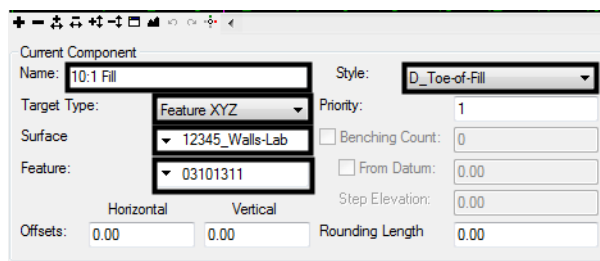 Current Component
Name: 10:1 Fill Style: D_Toe-of-Fill
Target Type: Feature XYZ Priority: 1
Surface 12345_Walls-Lab Benching Count: 0
Feature: 03101311 From Datum: 0.00
Step Elevation: 0.00
Horizontal Vertical
Offsets: 0.00 0.00 Rounding Length 0.00